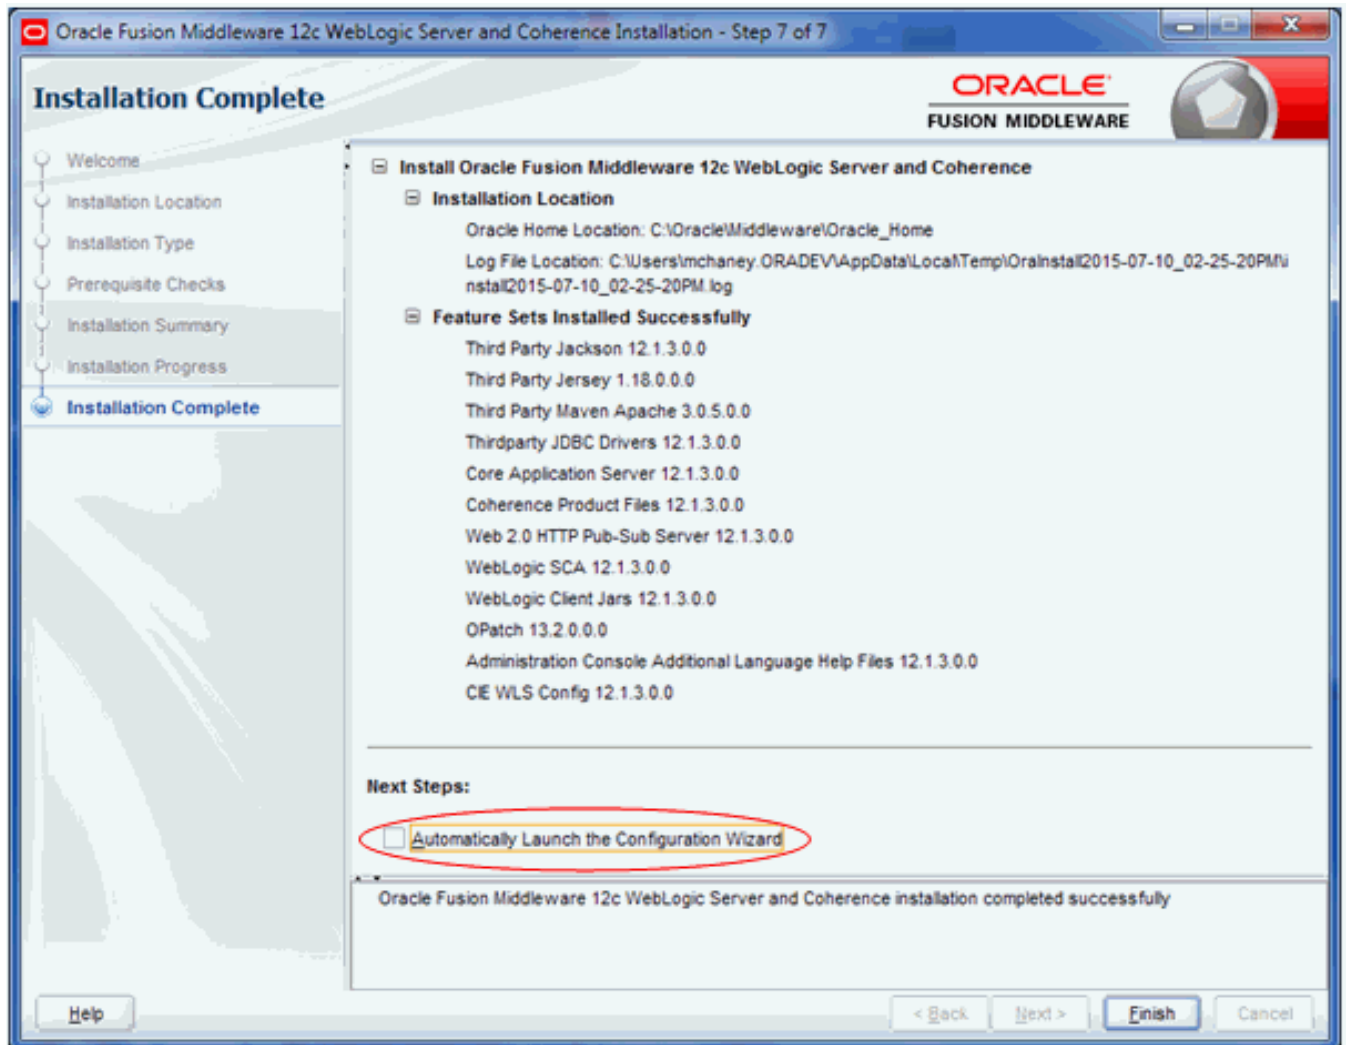 Oracle Fusion Middleware 12c WebLogic Server and Coherence Installation - Step 7 of 7
Installation Complete
ORACLE
FUSION MIDDLEWARE
Welcome
Installation Location
Installation Type
Prerequisite Checks
Installation Summary
Installation Progress
Installation Complete
Install Oracle Fusion Middleware 12c WebLogic Server and Coherence
Installation Location
Oracle Home Location: C:\Oracle\Middleware\Oracle_Home
Log File Location: C:\Users\mchaney.ORADEV\AppData\Local\Temp\OraInstall2015-07-10_02-25-20PM\i
nstall2015-07-10_02-25-20PM.log
Feature Sets Installed Successfully
Third Party Jackson 12.1.3.0.0
Third Party Jersey 1.18.0.0.0
Third Party Maven Apache 3.0.5.0.0
Thirdparty JDBC Drivers 12.1.3.0.0
Core Application Server 12.1.3.0.0
Coherence Product Files 12.1.3.0.0
Web 2.0 HTTP Pub-Sub Server 12.1.3.0.0
WebLogic SCA 12.1.3.0.0
WebLogic Client Jars 12.1.3.0.0
OPatch 13.2.0.0.0
Administration Console Additional Language Help Files 12.1.3.0.0
CIE WLS Config 12.1.3.0.0
Next Steps:
Automatically Launch the Configuration Wizard
Oracle Fusion Middleware 12c WebLogic Server and Coherence installation completed successfully
Help
< Back
Next >
Finish
Cancel